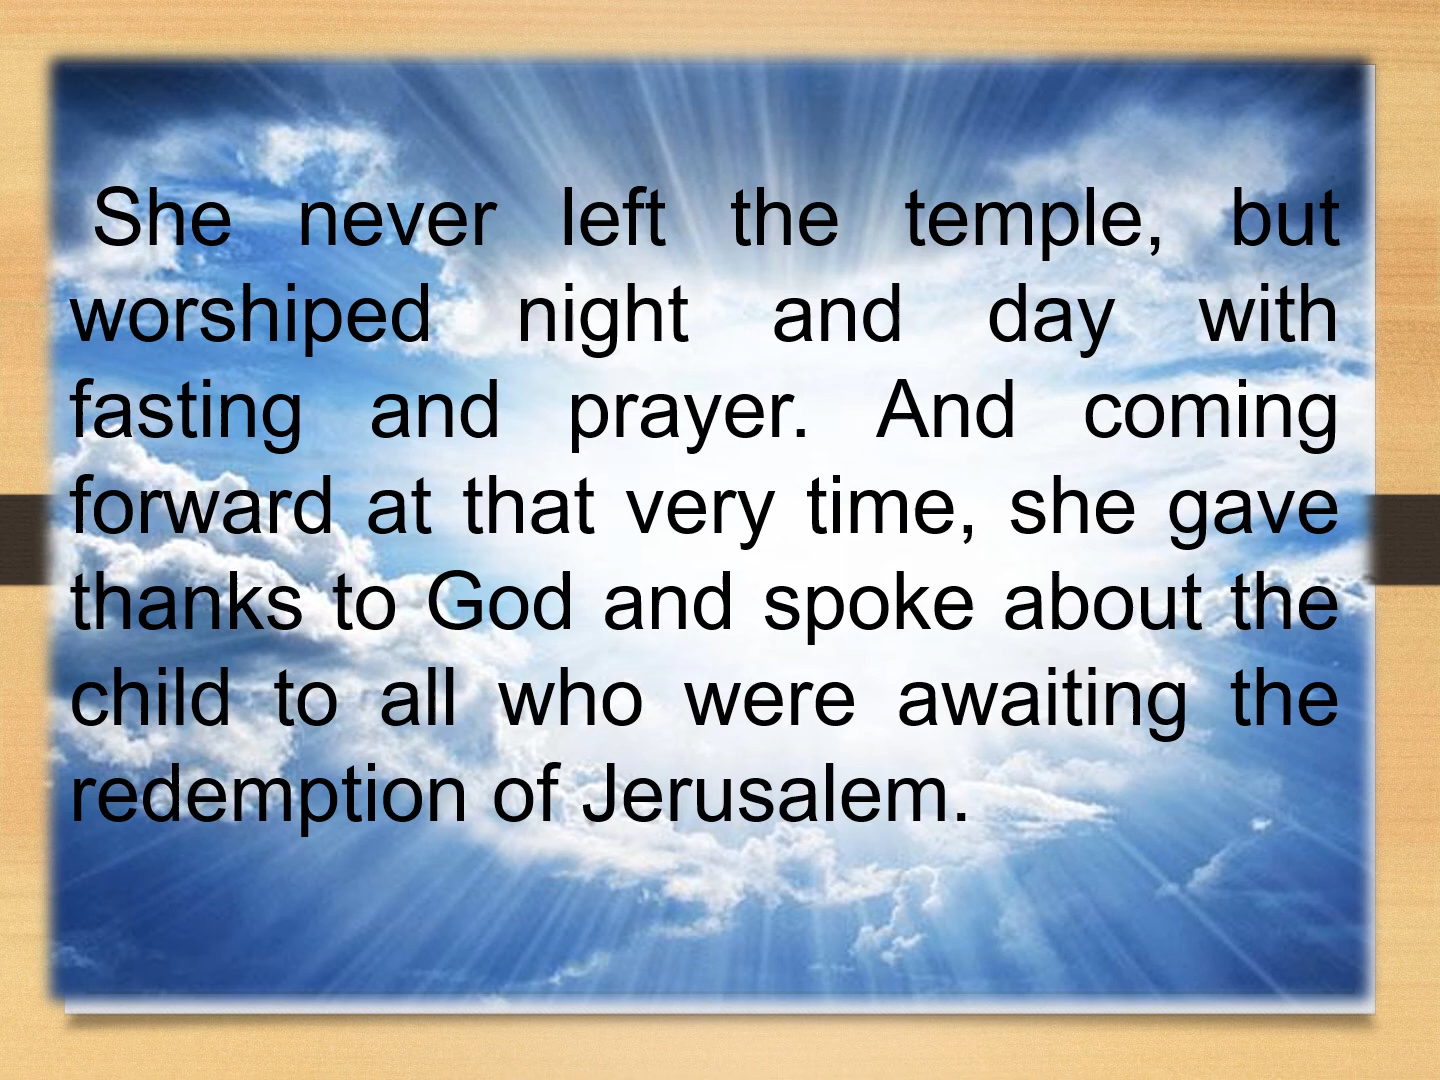 She never left the temple, but
worshiped night and day with
fasting and prayer. And coming
forward at that very time, she gave
thanks to God and spoke about the
child to all who were awaiting the
redemption of Jerusalem.